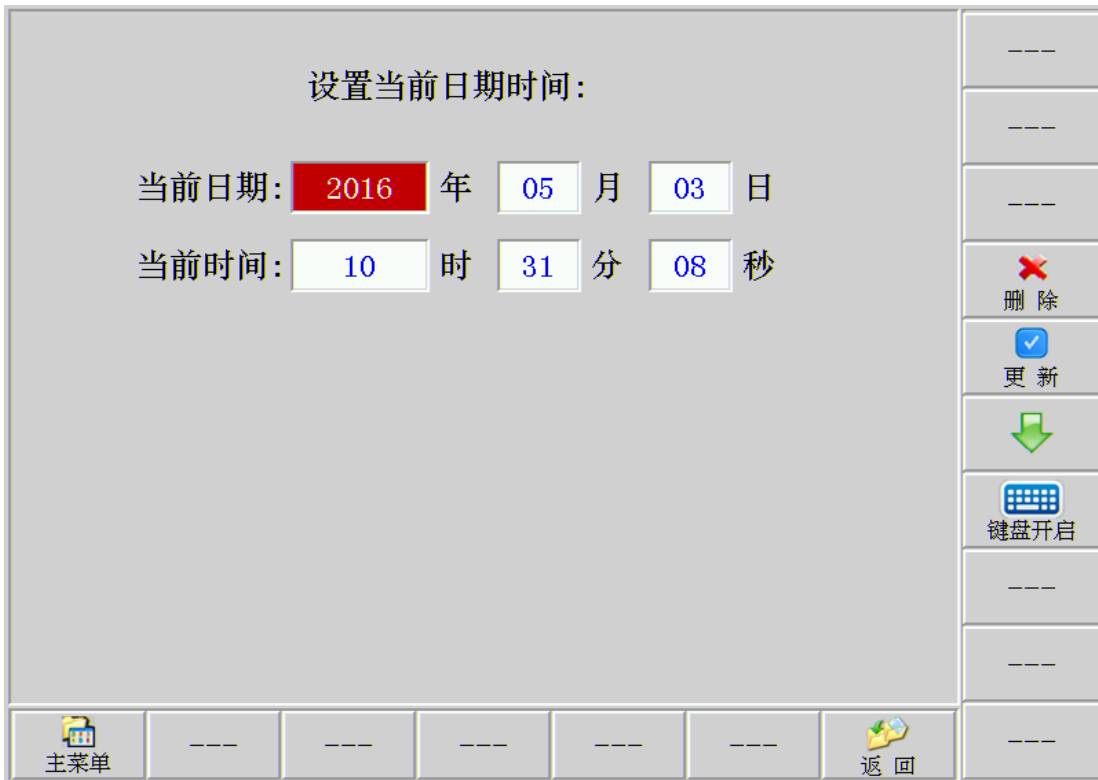 设置当前日期时间:
当前日期: 2016 年 05 月 03 日
当前时间: 10 时 31 分 08 秒
---
---
---
删 除
更 新
键盘开启
---
---
---
主菜单 --- --- --- --- --- 返 回